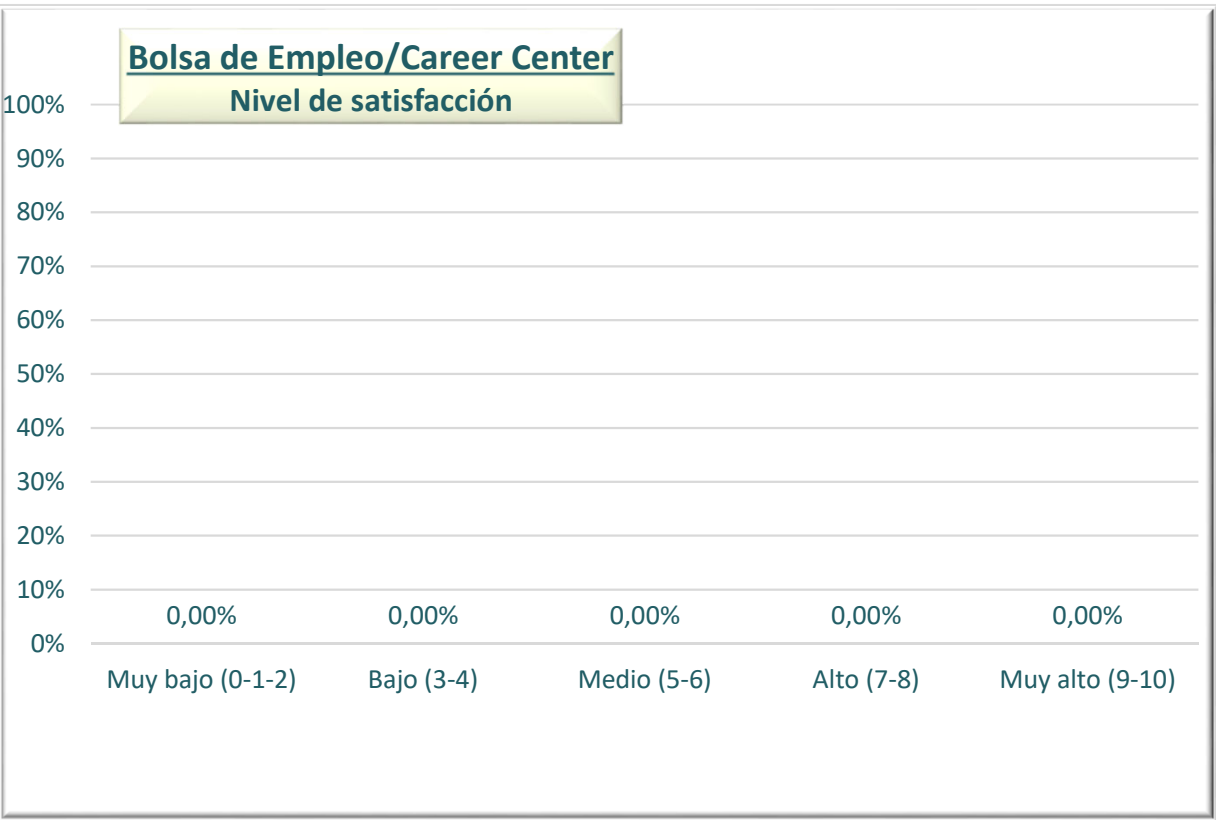 Bolsa de Empleo/Career Center
Nivel de satisfacción
100%
90%
80%
70%
60%
50%
40%
30%
20%
10%
0%
0,00% 0,00% 0,00% 0,00% 0,00%
Muy bajo (0-1-2) Bajo (3-4) Medio (5-6) Alto (7-8) Muy alto (9-10)